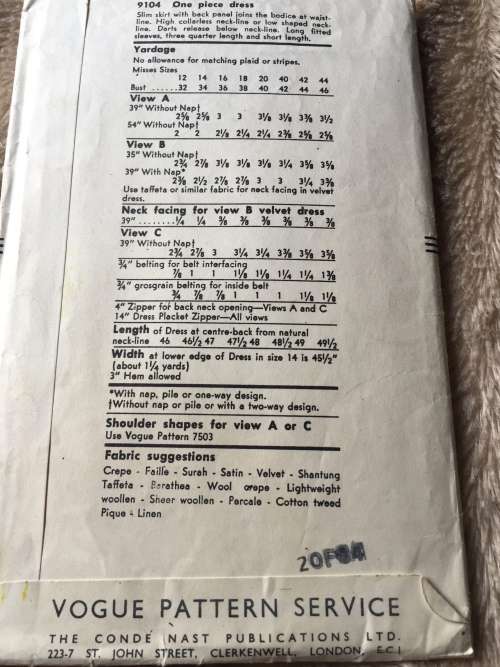 9104 One piece dress
Slim skirt with back panel joins the bodice at waist-
line. High collarless neck-line or low shaped neck-
line. Darts release below neck-line. Long fitted
sleeves, three quarter length and short length.
Yardage
No allowance for matching plaid or stripes.
Misses Sizes
12 14 16 18 20 40 42 44
Bust ......32 34 36 38 40 42 44 46
View A
39" Without Nap†
2⅝ 2⅝ 3 3 3⅛ 3⅛ 3⅜ 3½
54" Without Nap†
2 2 2⅛ 2¼ 2¼ 2⅜ 2⅝ 2⅝
View B
35" Without Nap†
2¾ 2⅞ 3⅛ 3⅛ 3⅛ 3¼ 3⅝ 3⅝
39" With Nap*
2⅜ 2½ 2⅞ 2⅞ 3 3 3¼ 3⅜
Use taffeta or similar fabric for neck facing in velvet
dress.
Neck facing for view B velvet dress
39" ........¼ ¼ ⅜ ⅜ ⅜ ⅜ ⅜ ⅜
View C
39" Without Nap†
2¾ 2⅞ 3 3¼ 3¼ 3⅜ 3⅝ 3⅝
¾" belting for belt interfacing
⅞ 1 1 1⅛ 1⅛ 1¼ 1¼ 1⅜
¾" grosgrain belting for inside belt
¾ ⅞ ⅞ 1 1 1 1⅛ 1⅛
4" Zipper for back neck opening—Views A and C
14" Dress Placket Zipper—All views
Length of Dress at centre-back from natural
neck-line 46 46½ 47 47½ 48 48½ 49 49½
Width at lower edge of Dress in size 14 is 45½"
(about 1¼ yards)
3" Hem allowed
*With nap, pile or one-way design.
†Without nap or pile or with a two-way design.
Shoulder shapes for view A or C
Use Vogue Pattern 7503
Fabric suggestions
Crepe - Faille - Surah - Satin - Velvet - Shantung
Taffeta - Barathea - Wool crepe - Lightweight
woollen - Sheer woollen - Percale - Cotton tweed
Pique & Linen
VOGUE PATTERN SERVICE
THE CONDÉ NAST PUBLICATIONS LTD.
223-7 ST. JOHN STREET, CLERKENWELL, LONDON, E.C.1